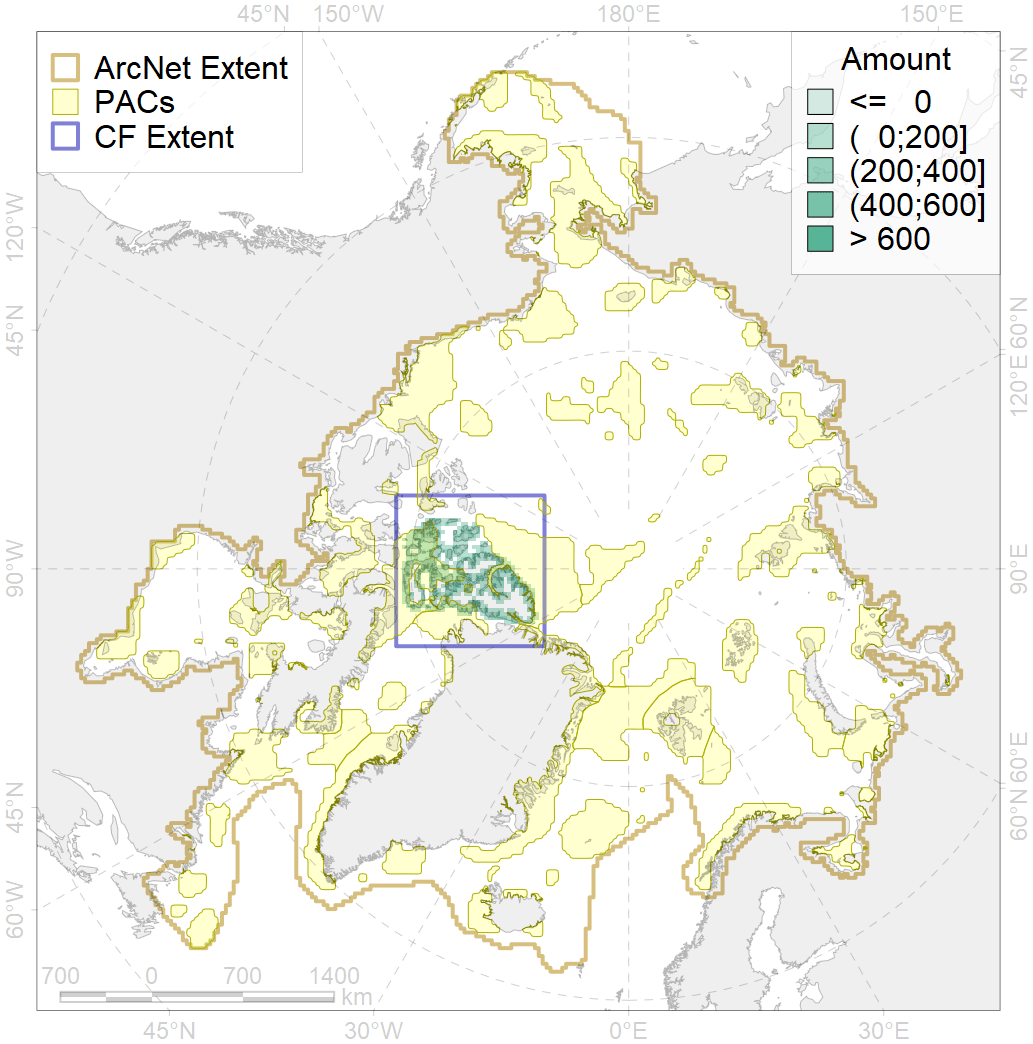 45°N 150°W 180°E 150°E
ArcNet Extent
PACs
CF Extent
Amount
<= 0
( 0;200]
(200;400]
(400;600]
> 600
45°N
120°W
60°N
45°N
120°E
90°W
90°E
60°E
45°N
60°N
60°W
700 0 700 1400
km
45°N 30°W 0°E 30°E